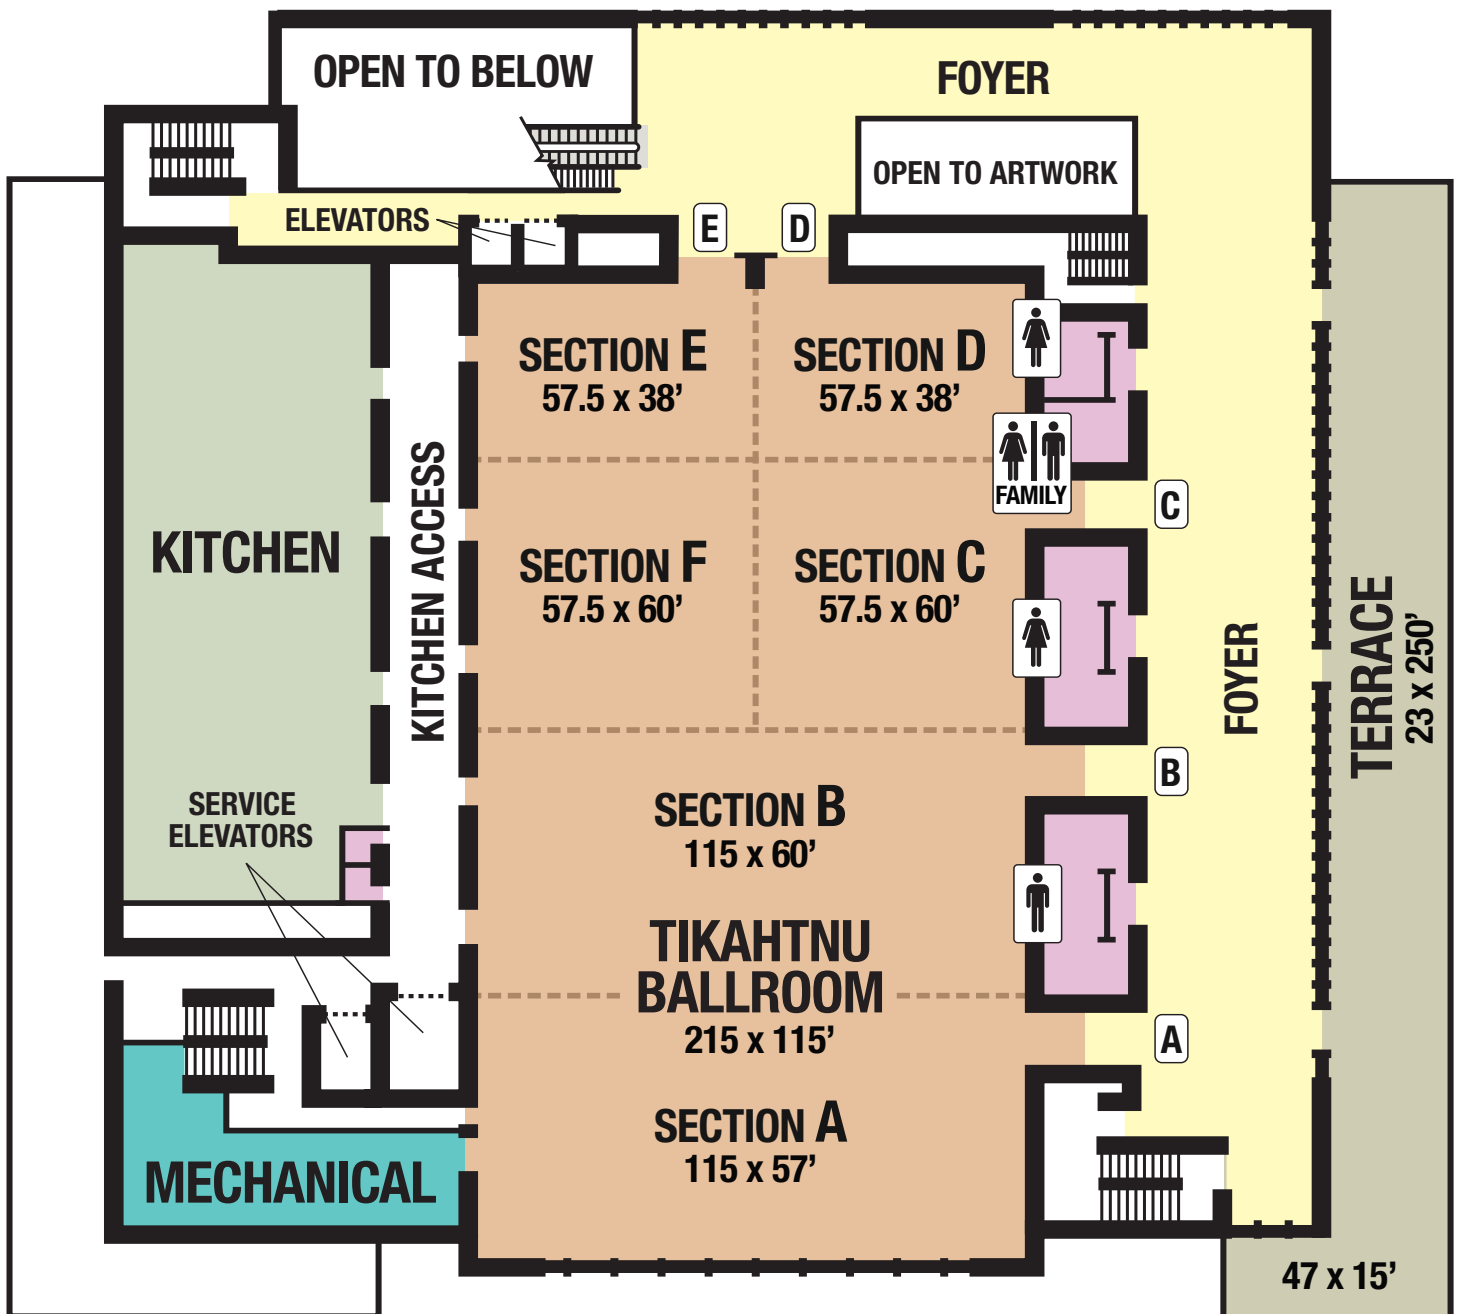 OPEN TO BELOW
FOYER
OPEN TO ARTWORK
ELEVATORS
E
D
SECTION E
57.5 x 38’
SECTION D
57.5 x 38’
FAMILY
C
KITCHEN
KITCHEN ACCESS
SECTION F
57.5 x 60’
SECTION C
57.5 x 60’
FOYER
TERRACE
23 x 250’
B
SERVICE
ELEVATORS
SECTION B
115 x 60’
TIKAHTNU
BALLROOM
215 x 115’
A
SECTION A
115 x 57’
MECHANICAL
47 x 15’